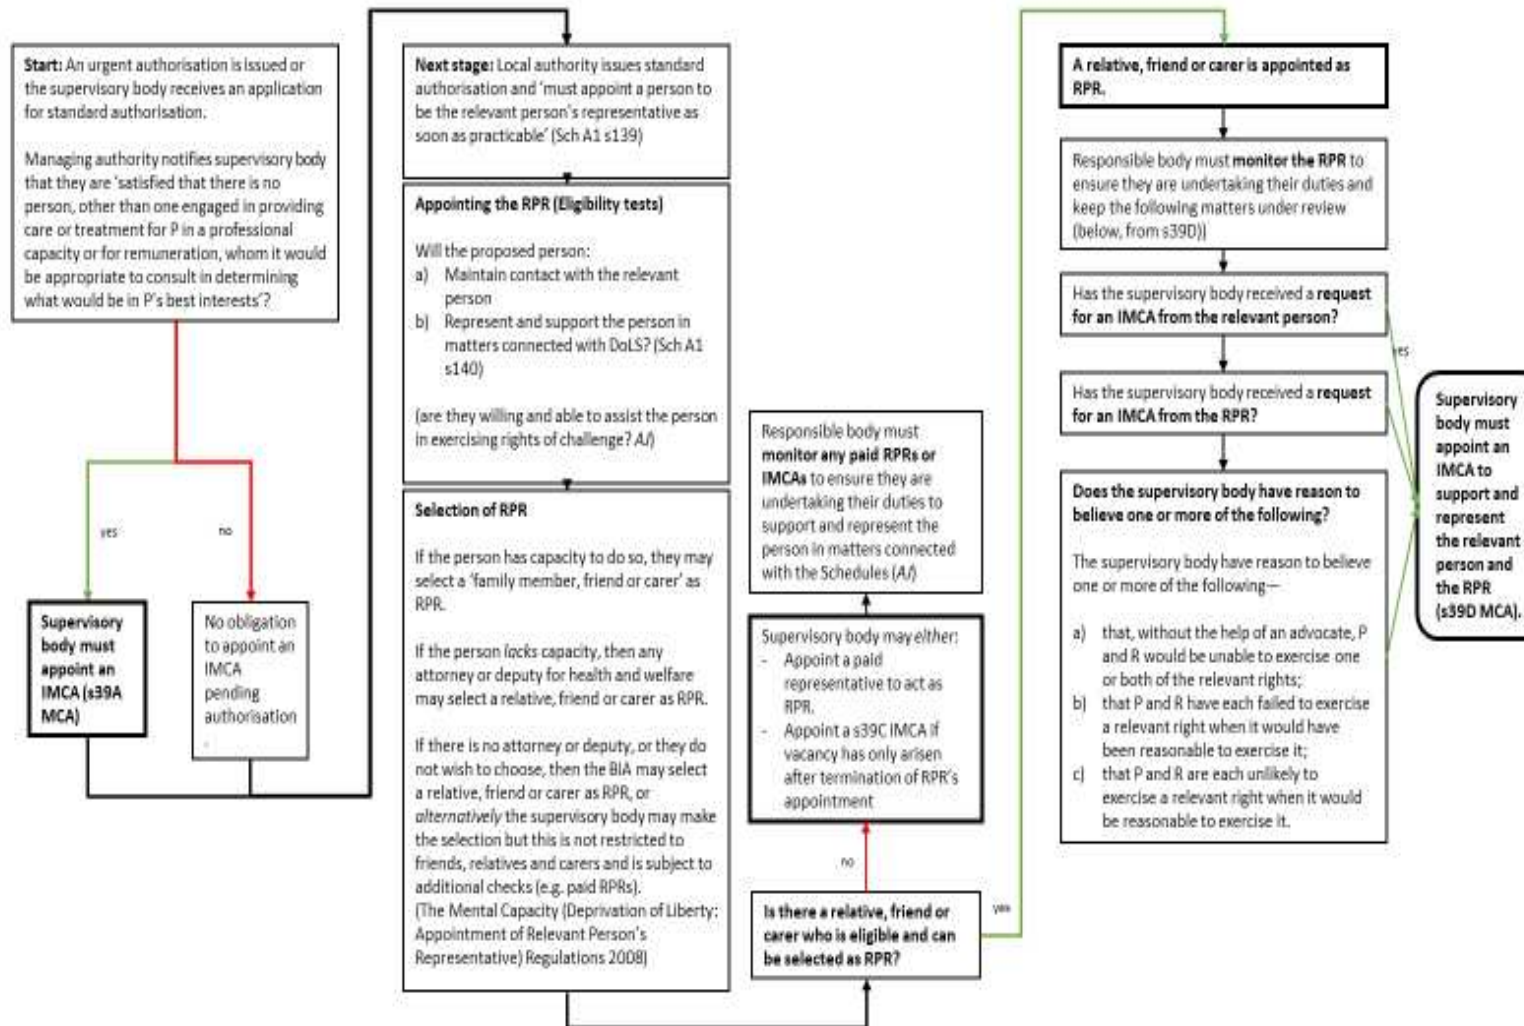 Start: An urgent authorisation is issued or
the supervisory body receives an application
for standard authorisation.
Managing authority notifies supervisory body
that they are ‘satisfied that there is no
person, other than one engaged in providing
care or treatment for P in a professional
capacity or for remuneration, whom it would
be appropriate to consult in determining
what would be in P’s best interests’?
yes
no
Supervisory
body must
appoint an
IMCA (s39A
MCA)
No obligation
to appoint an
IMCA
pending
authorisation
.
Next stage: Local authority issues standard
authorisation and ‘must appoint a person to
be the relevant person’s representative as
soon as practicable’ (Sch A1 s139)
Appointing the RPR (Eligibility tests)
Will the proposed person:
a) Maintain contact with the relevant
person
b) Represent and support the person in
matters connected with DoLS? (Sch A1
s140)
(are they willing and able to assist the person
in exercising rights of challenge? AJ)
Selection of RPR
If the person has capacity to do so, they may
select a ‘family member, friend or carer’ as
RPR.
If the person lacks capacity, then any
attorney or deputy for health and welfare
may select a relative, friend or carer as RPR.
If there is no attorney or deputy, or they do
not wish to choose, then the BIA may select
a relative, friend or carer as RPR, or
alternatively the supervisory body may make
the selection but this is not restricted to
friends, relatives and carers and is subject to
additional checks (e.g. paid RPRs).
(The Mental Capacity (Deprivation of Liberty:
Appointment of Relevant Person’s
Representative) Regulations 2008)
Responsible body must
monitor any paid RPRs or
IMCAs to ensure they are
undertaking their duties to
support and represent the
person in matters connected
with the Schedules (AJ)
Supervisory body may either:
- Appoint a paid
representative to act as
RPR.
- Appoint a s39C IMCA if
vacancy has only arisen
after termination of RPR’s
appointment
no
Is there a relative, friend or
carer who is eligible and can
be selected as RPR?
yes
A relative, friend or carer is appointed as
RPR.
Responsible body must monitor the RPR to
ensure they are undertaking their duties and
keep the following matters under review
(below, from s39D))
Has the supervisory body received a request
for an IMCA from the relevant person?
yes
Has the supervisory body received a request
for an IMCA from the RPR?
Does the supervisory body have reason to
believe one or more of the following?
The supervisory body have reason to believe
one or more of the following—
a) that, without the help of an advocate, P
and R would be unable to exercise one
or both of the relevant rights;
b) that P and R have each failed to exercise
a relevant right when it would have
been reasonable to exercise it;
c) that P and R are each unlikely to
exercise a relevant right when it would
be reasonable to exercise it.
Supervisory
body must
appoint an
IMCA to
support and
represent
the relevant
person and
the RPR
(s39D MCA).